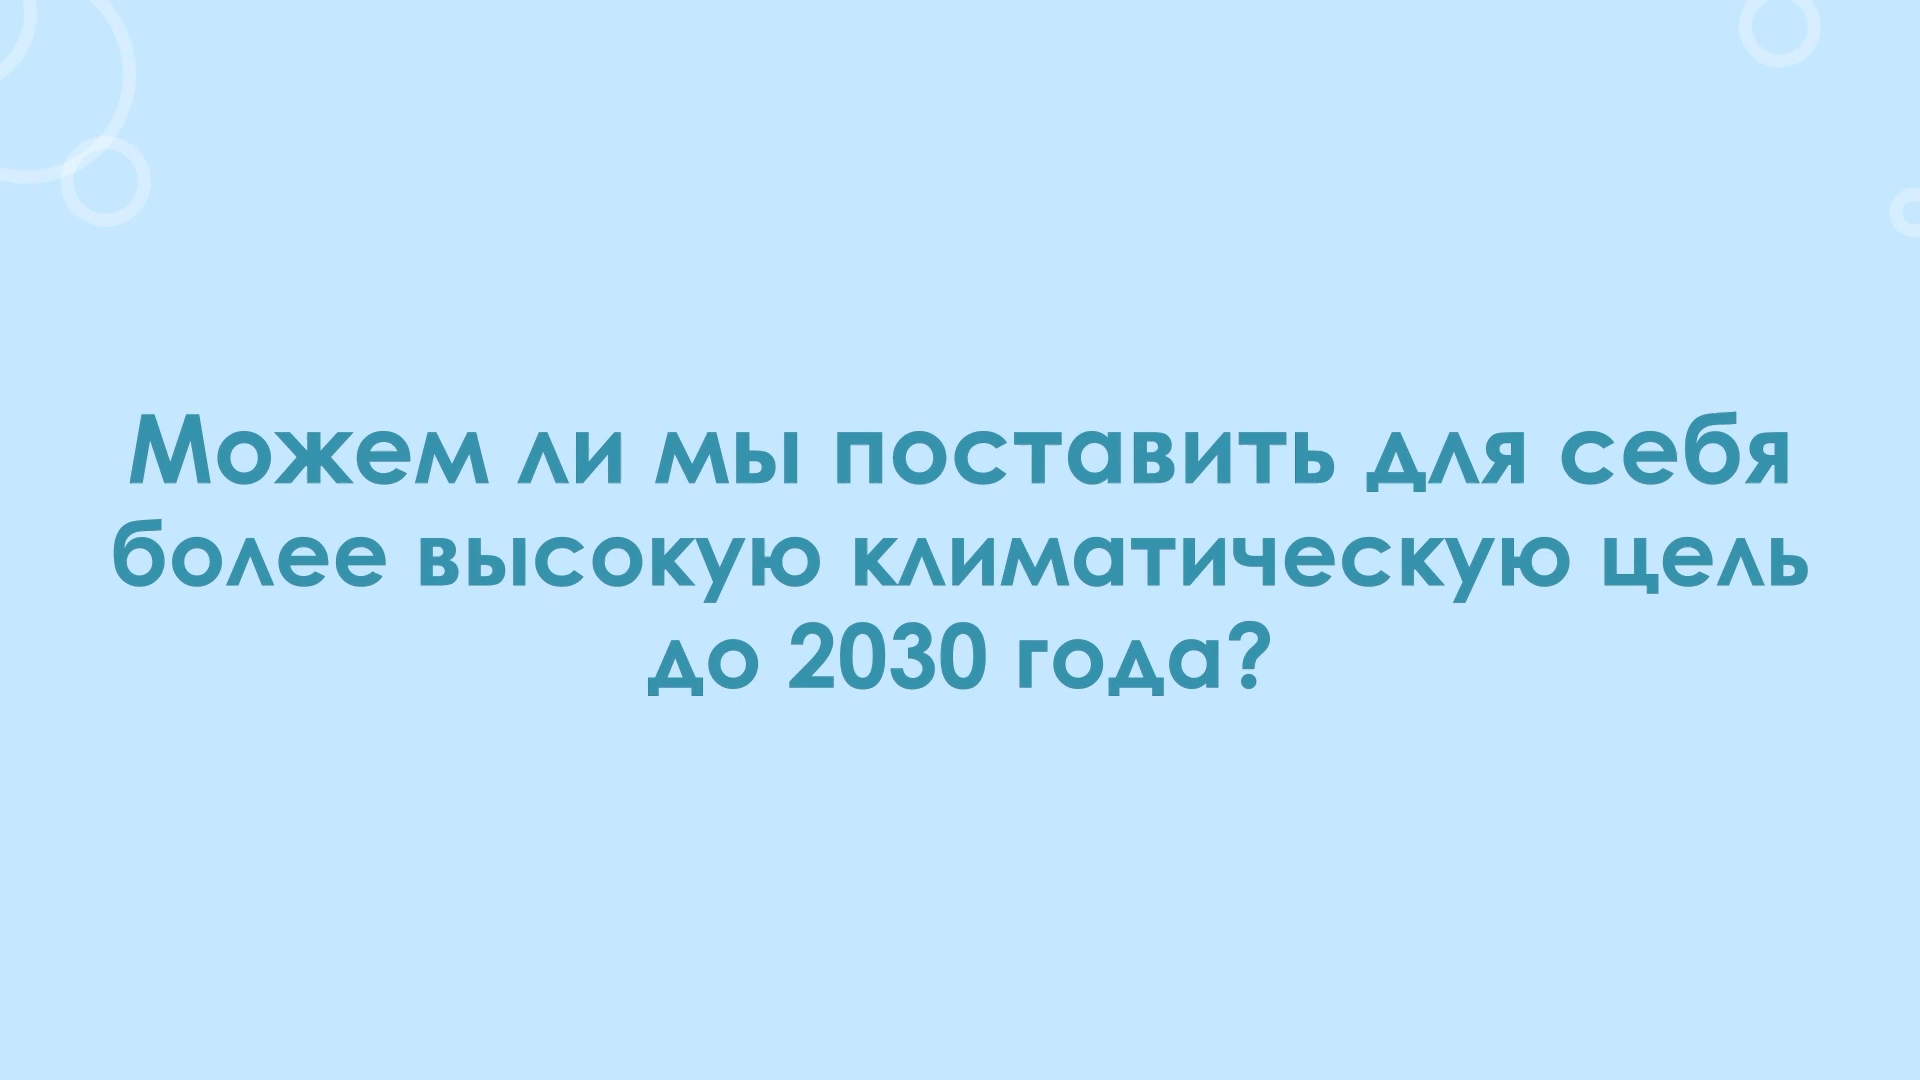 Можем ли мы поставить для себя
более высокую климатическую цель
до 2030 года?